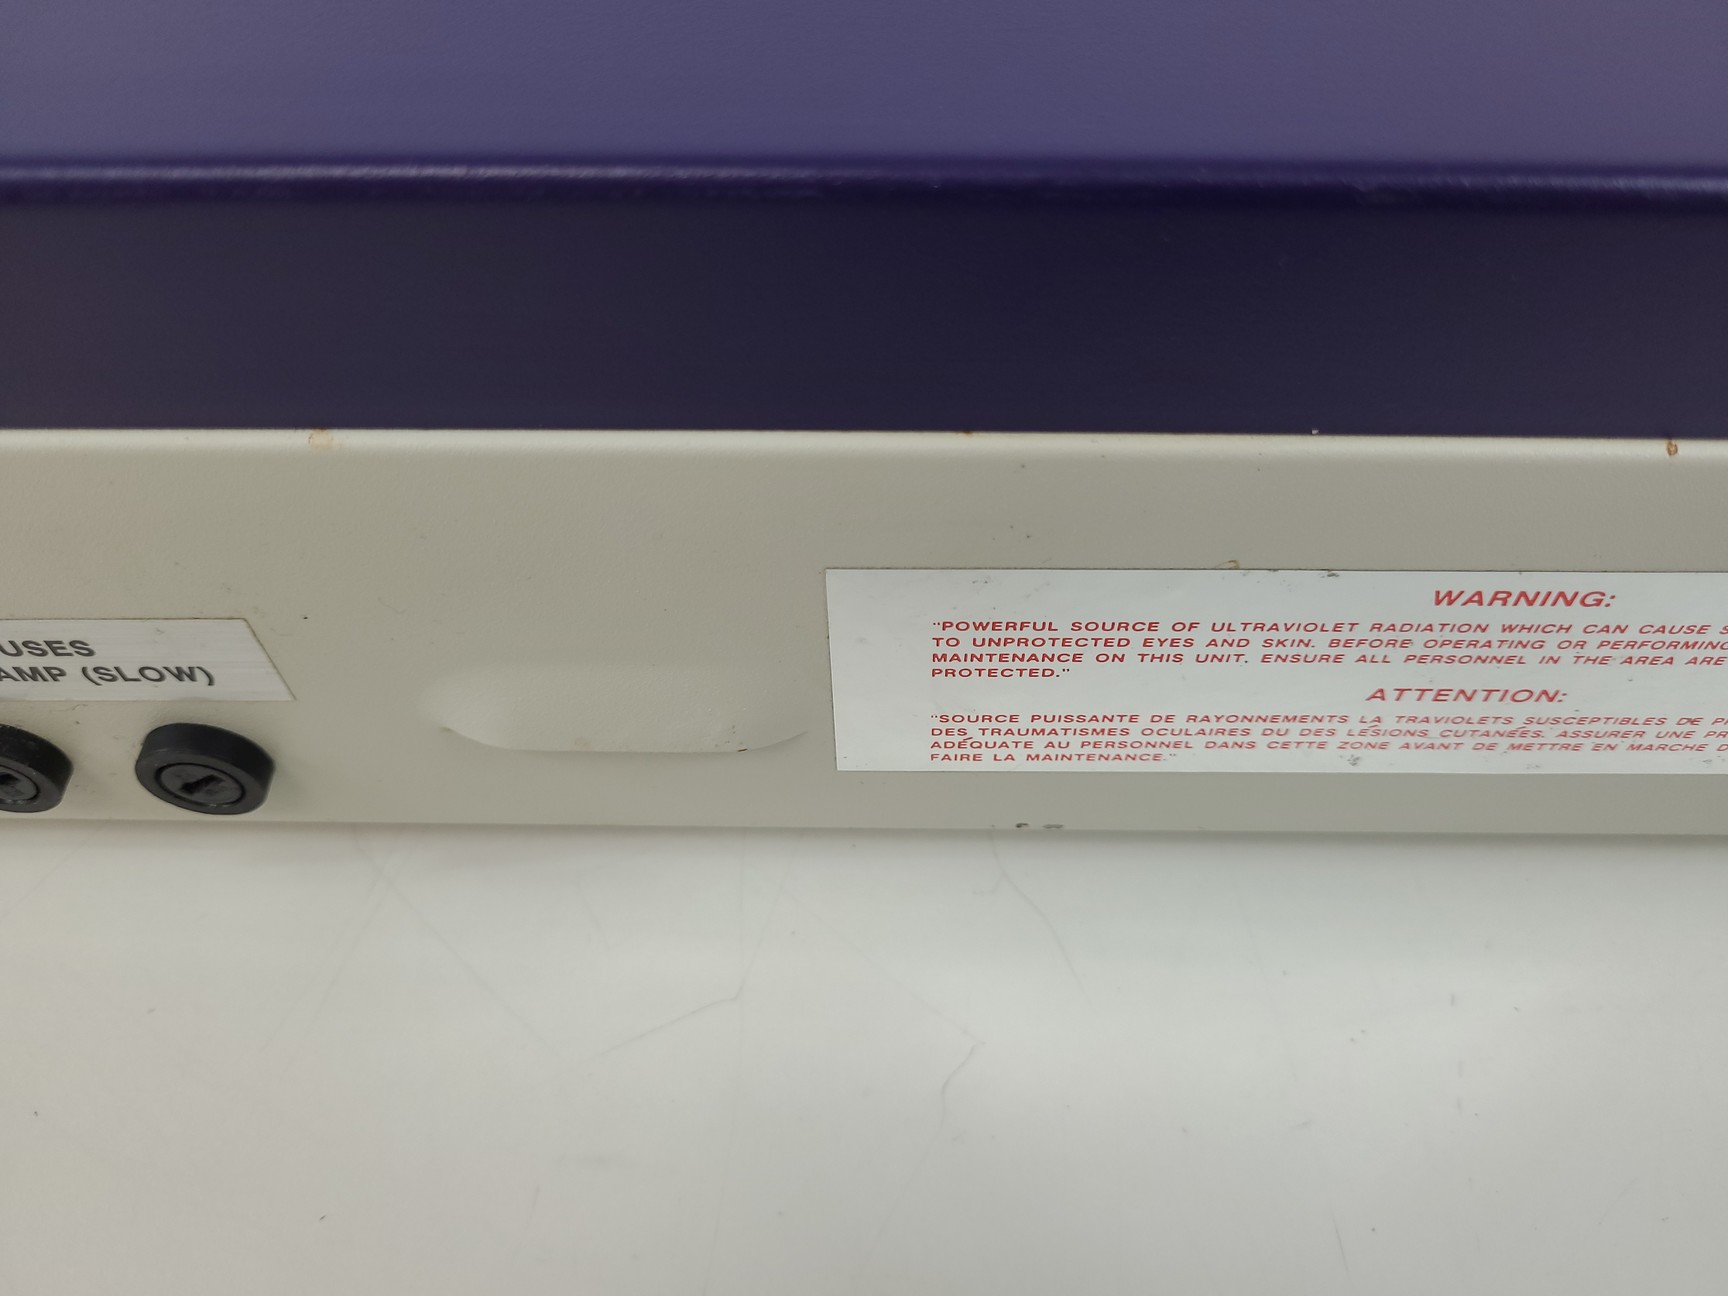 USES
AMP (SLOW)
WARNING:
"POWERFUL SOURCE OF ULTRAVIOLET RADIATION WHICH CAN CAUSE
TO UNPROTECTED EYES AND SKIN. BEFORE OPERATING OR PERFORMING
MAINTENANCE ON THIS UNIT. ENSURE ALL PERSONNEL IN THE AREA ARE
PROTECTED."
ATTENTION:
"SOURCE PUISSANTE DE RAYONNEMENTS LA TRAVIOLETS SUSCEPTIBLES DE
DES TRAUMATISMES OCULAIRES DU DES LÉSIONS CUTANÉES. ASSURER UNE
ADÉQUATE AU PERSONNEL DANS CETTE ZONE AVANT DE METTRE EN MARCHE
FAIRE LA MAINTENANCE."